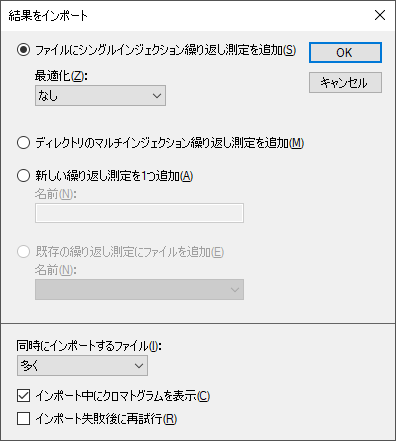 結果をインポート
ファイルにシングルインジェクション繰り返し測定を追加(S)
OK
最適化(Z):
キャンセル
なし
ディレクトリのマルチインジェクション繰り返し測定を追加(M)
新しい繰り返し測定を1つ追加(A)
名前(N):
既存の繰り返し測定にファイルを追加(E)
名前(N):
同時にインポートするファイル(I):
多く
インポート中にクロマトグラムを表示(C)
インポート失敗後に再試行(R)